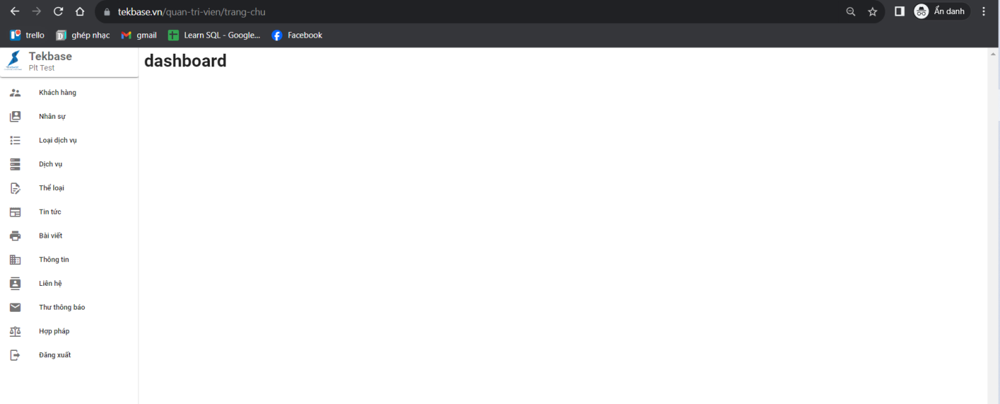 tekbase.vn/quan-tri-vien/trang-chu
Ẩn danh
trello ghép nhạc gmail Learn SQL - Google... Facebook
Tekbase
Plt Test
dashboard
Khách hàng
Nhân sự
Loại dịch vụ
Dịch vụ
Thể loại
Tin tức
Bài viết
Thông tin
Liên hệ
Thư thông báo
Hợp pháp
Đăng xuất